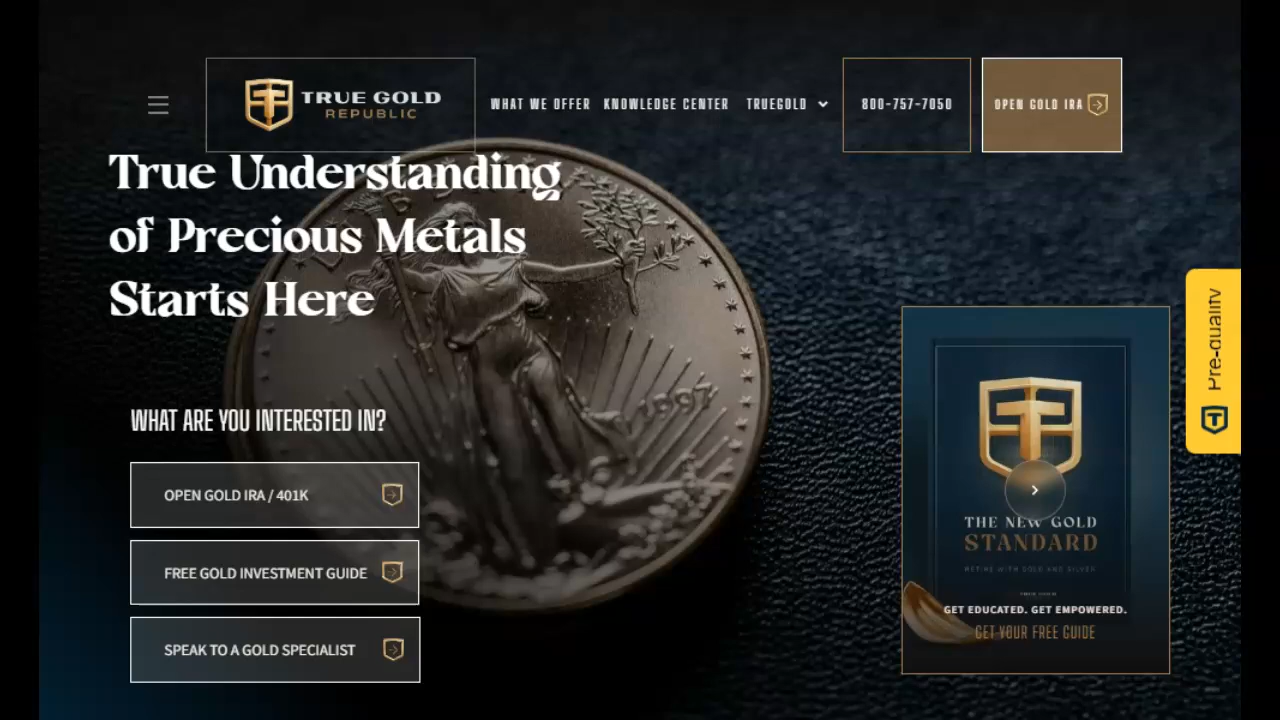 TRUE GOLD
REPUBLIC
WHAT WE OFFER
KNOWLEDGE CENTER
TRUEGOLD
800-757-7050
OPEN GOLD IRA
True Understanding
of Precious Metals
Starts Here
1997
WHAT ARE YOU INTERESTED IN?
OPEN GOLD IRA / 401K
FREE GOLD INVESTMENT GUIDE
SPEAK TO A GOLD SPECIALIST
THE NEW GOLD
STANDARD
RETIRE WITH GOLD AND SILVER
GET EDUCATED. GET EMPOWERED.
GET YOUR FREE GUIDE
Pre-qualify